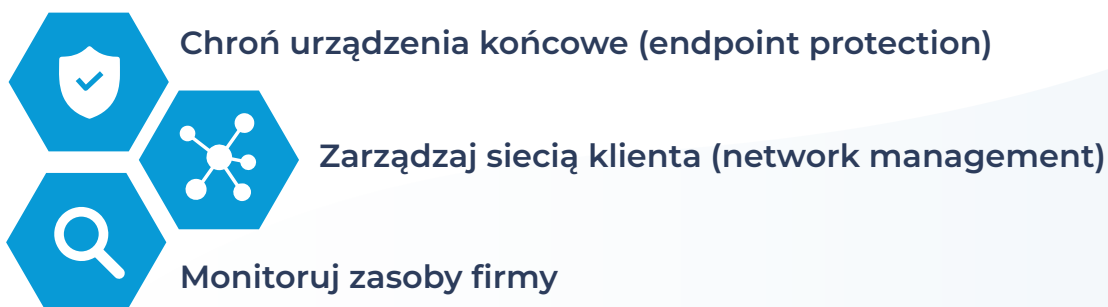 Chroń urządzenia końcowe (endpoint protection)
Zarządzaj siecią klienta (network management)
Monitoruj zasoby firmy